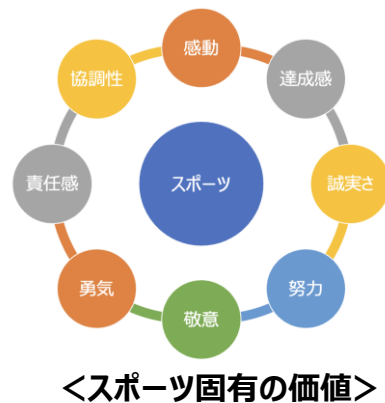 感動
達成感
誠実さ
努力
敬意
勇気
責任感
協調性
スポーツ
＜スポーツ固有の価値＞